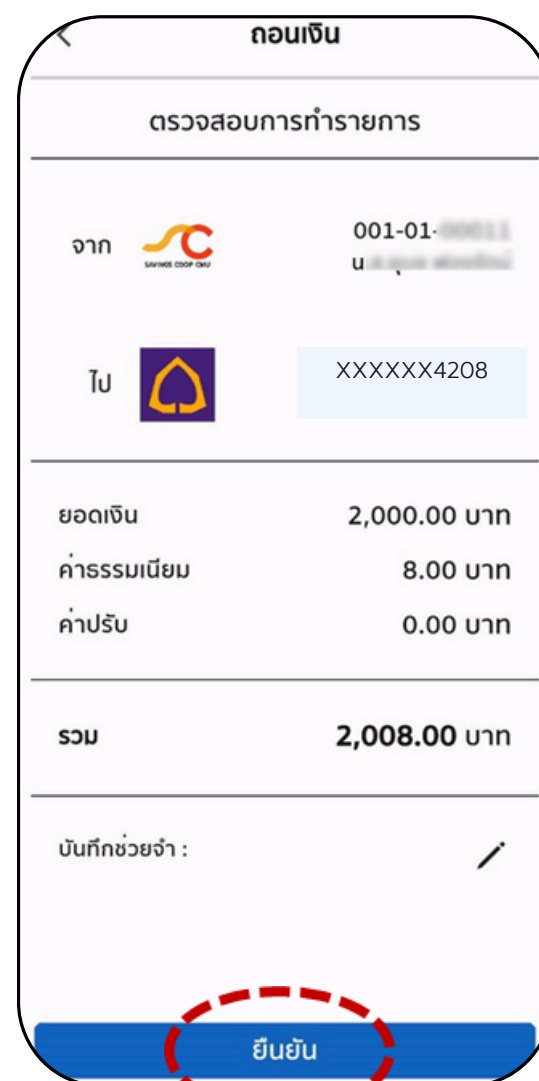 ถอนเงิน
ตรวจสอบการทำรายการ
จาก SAVINGS COOP CMU 001-01-
น
ไป XXXXXX4208
ยอดเงิน 2,000.00 บาท
ค่าธรรมเนียม 8.00 บาท
ค่าปรับ 0.00 บาท
รวม 2,008.00 บาท
บันทึกช่วยจำ :
ยืนยัน